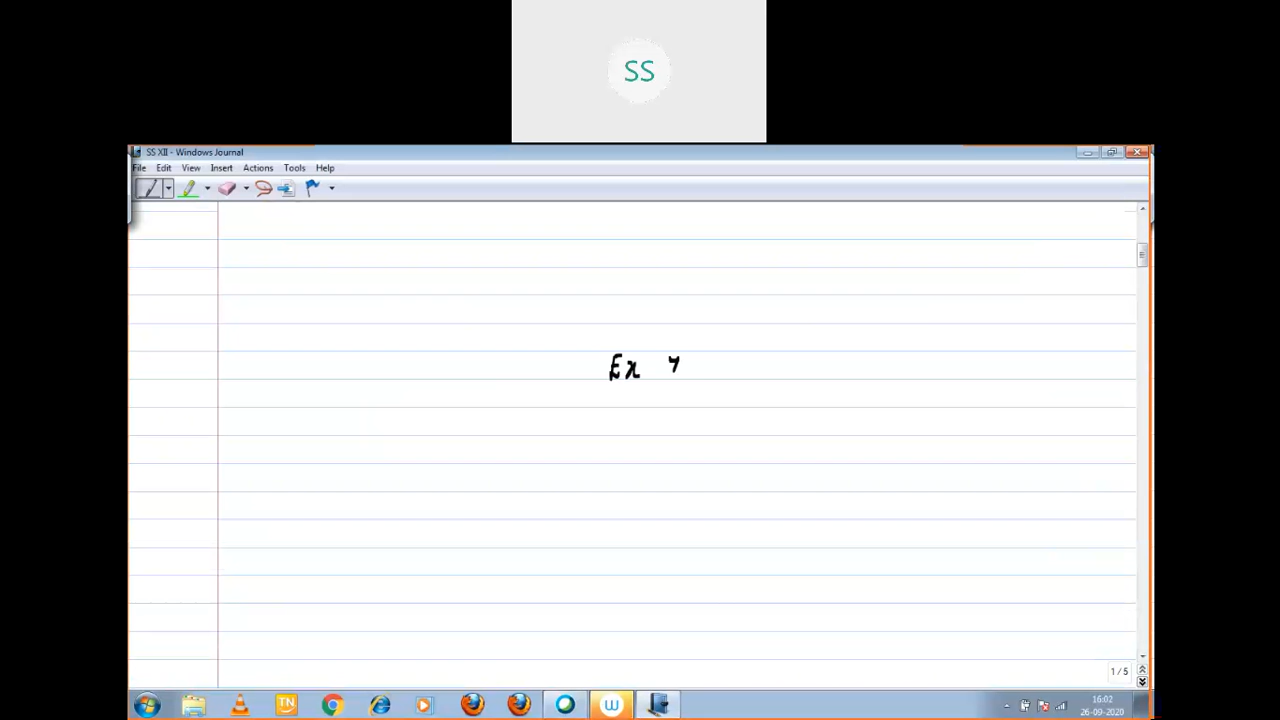 SS
SS XII - Windows Journal
File Edit View Insert Actions Tools Help
Ex
1 / 5
TN
W
16:02
26-09-2020